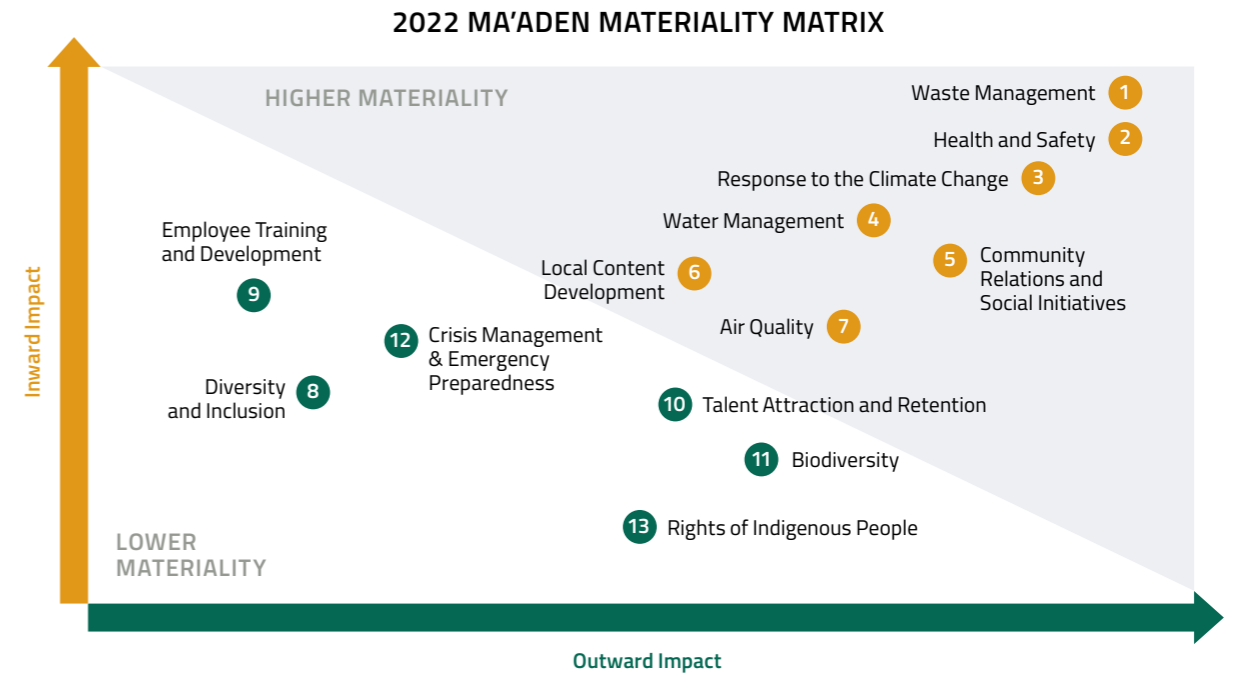 2022 MA'ADEN MATERIALITY MATRIX
HIGHER MATERIALITY
Waste Management 1
Health and Safety 2
Response to the Climate Change 3
Water Management 4
5 Community
Relations and
Social Initiatives
Local Content
Development
6
Air Quality 7
Employee Training
and Development
9
12 Crisis Management
& Emergency
Preparedness
Diversity
and Inclusion
8
10 Talent Attraction and Retention
11 Biodiversity
13 Rights of Indigenous People
LOWER
MATERIALITY
Inward Impact
Outward Impact